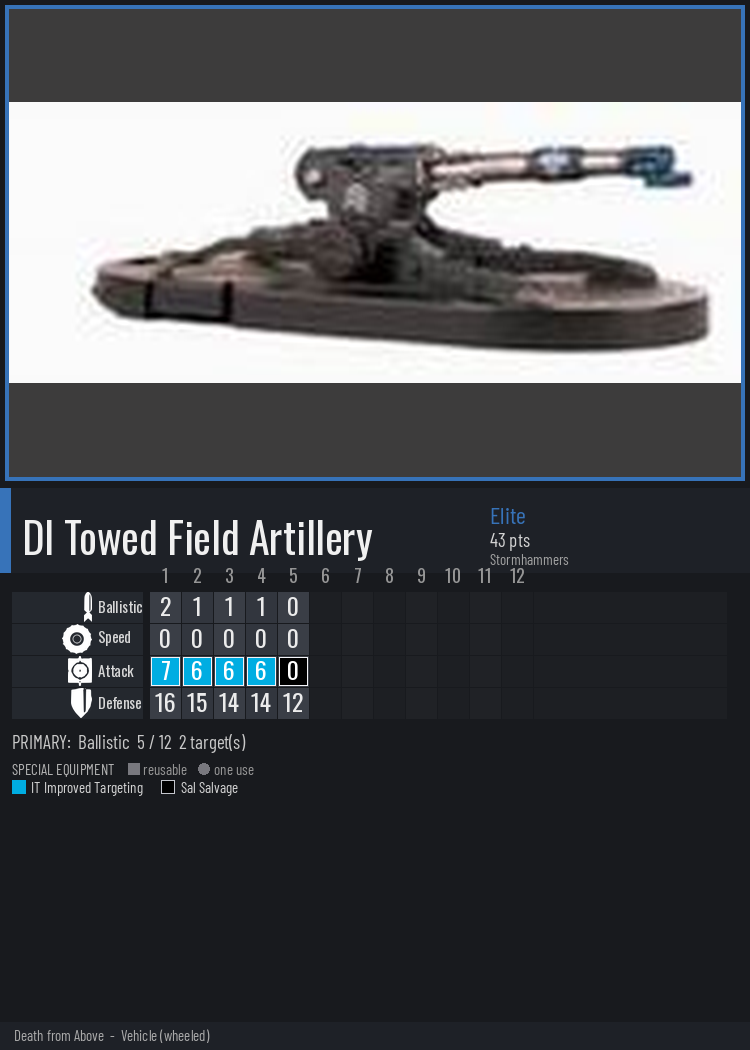 DI Towed Field Artillery
Elite
43 pts
Stormhammers
1 2 3 4 5 6 7 8 9 10 11 12
Ballistic 2 1 1 1 0
Speed 0 0 0 0 0
Attack 7 6 6 6 0
Defense 16 15 14 14 12
PRIMARY: Ballistic 5 / 12 2 target(s)
SPECIAL EQUIPMENT reusable one use
IT Improved Targeting Sal Salvage
Death from Above - Vehicle (wheeled)